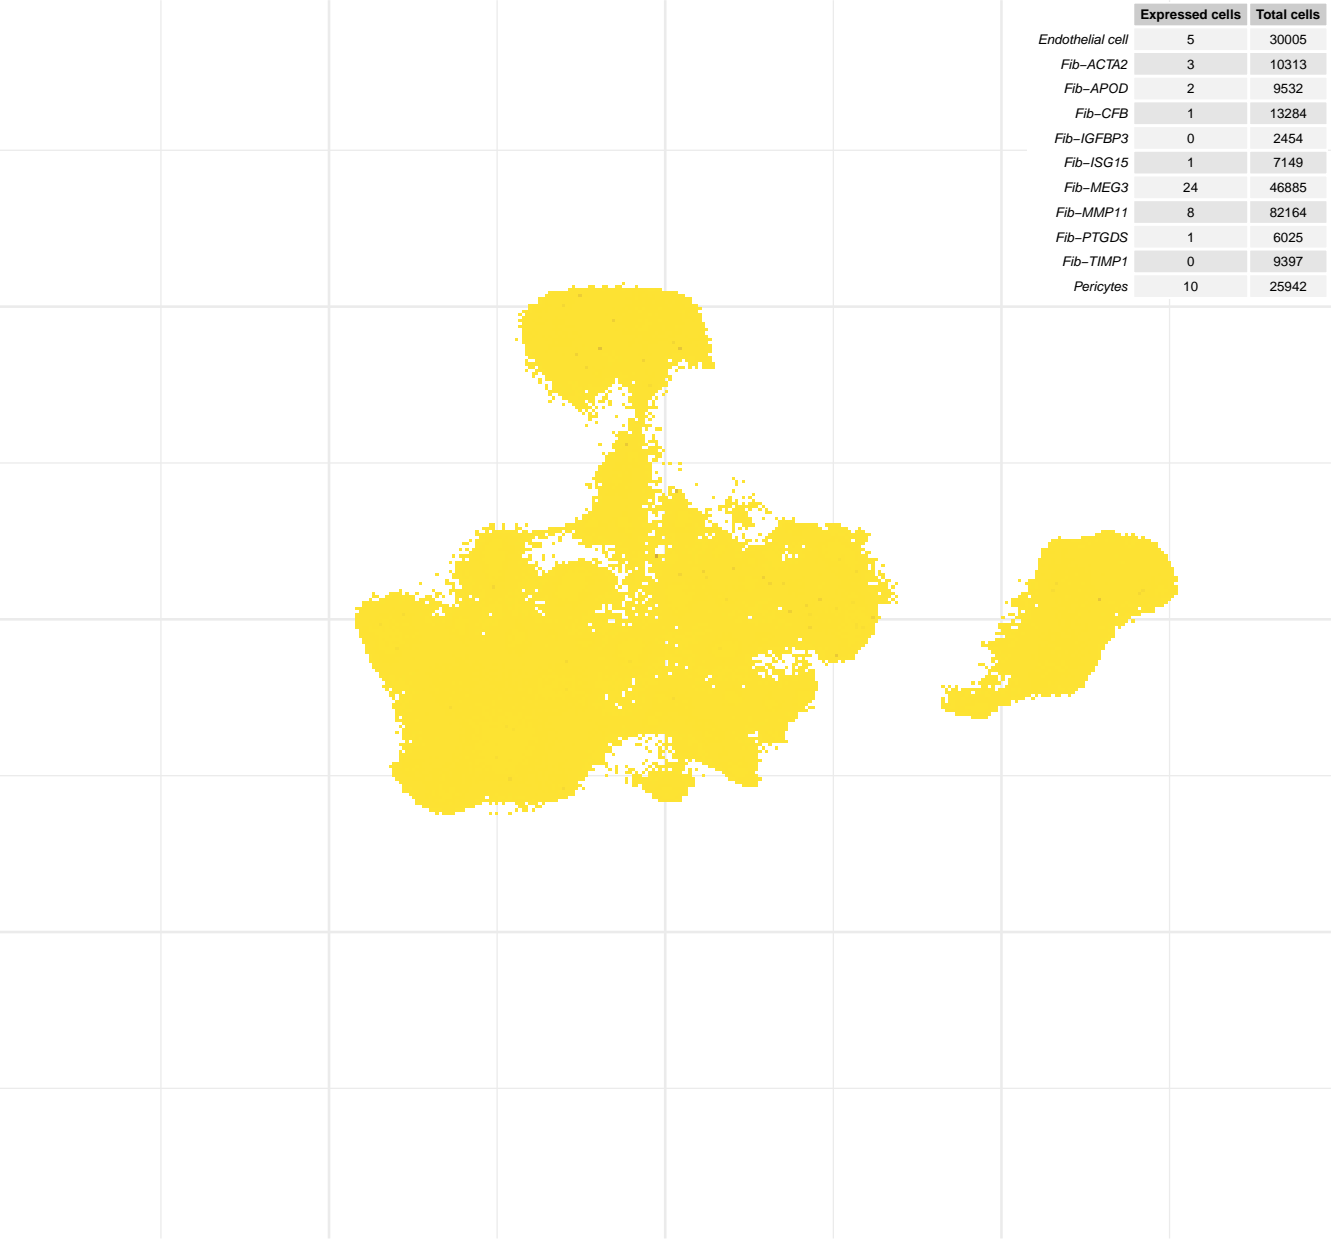 Expressed cells Total cells
Endothelial cell 5 30005
Fib−ACTA2 3 10313
Fib−APOD 2 9532
Fib−CFB 1 13284
Fib−IGFBP3 0 2454
Fib−ISG15 1 7149
Fib−MEG3 24 46885
Fib−MMP11 8 82164
Fib−PTGDS 1 6025
Fib−TIMP1 0 9397
Pericytes 10 25942